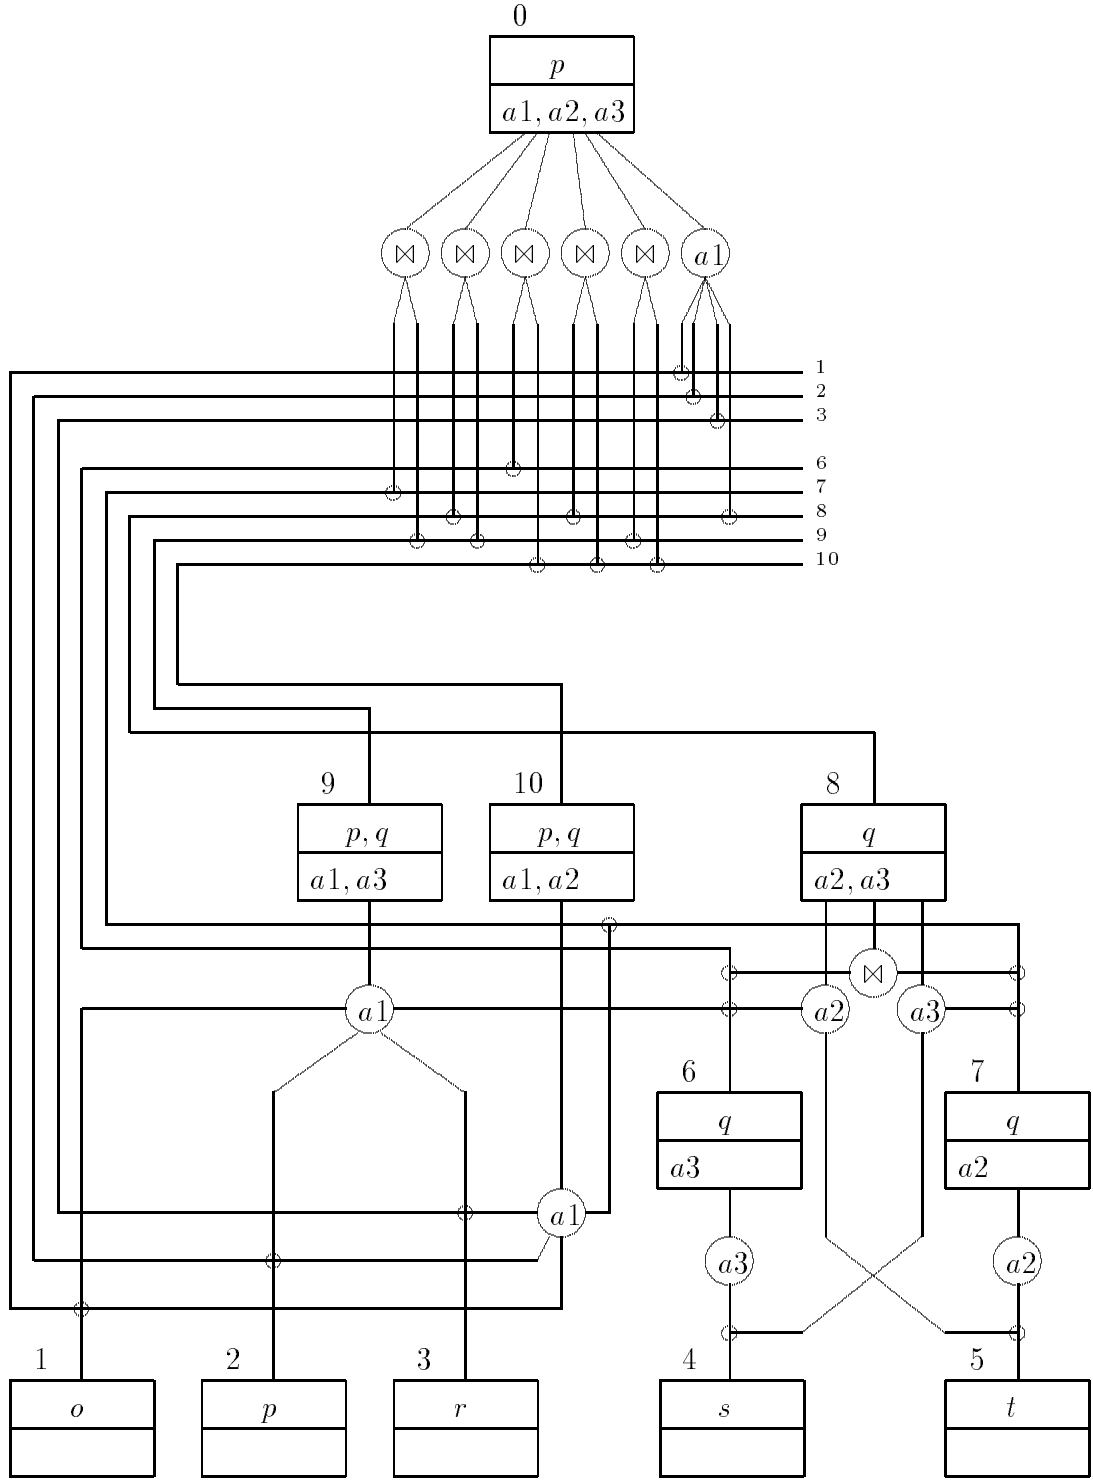 0
p
a1, a2, a3
⋈ ⋈ ⋈ ⋈ ⋈ a1
1
2
3
6
7
8
9
10
9 10 8
p, q p, q q
a1, a3 a1, a2 a2, a3
⋈
a1 a2 a3
6 7
q q
a3 a2
a1
a3 a2
1 2 3 4 5
o p r s t